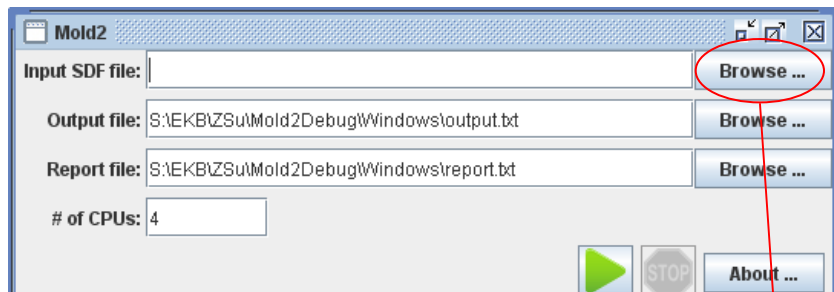 Mold2
Input SDF file: Browse ...
Output file: S:\EKB\ZSu\Mold2Debug\Windows\output.txt Browse ...
Report file: S:\EKB\ZSu\Mold2Debug\Windows\report.txt Browse ...
# of CPUs: 4
STOP About ...